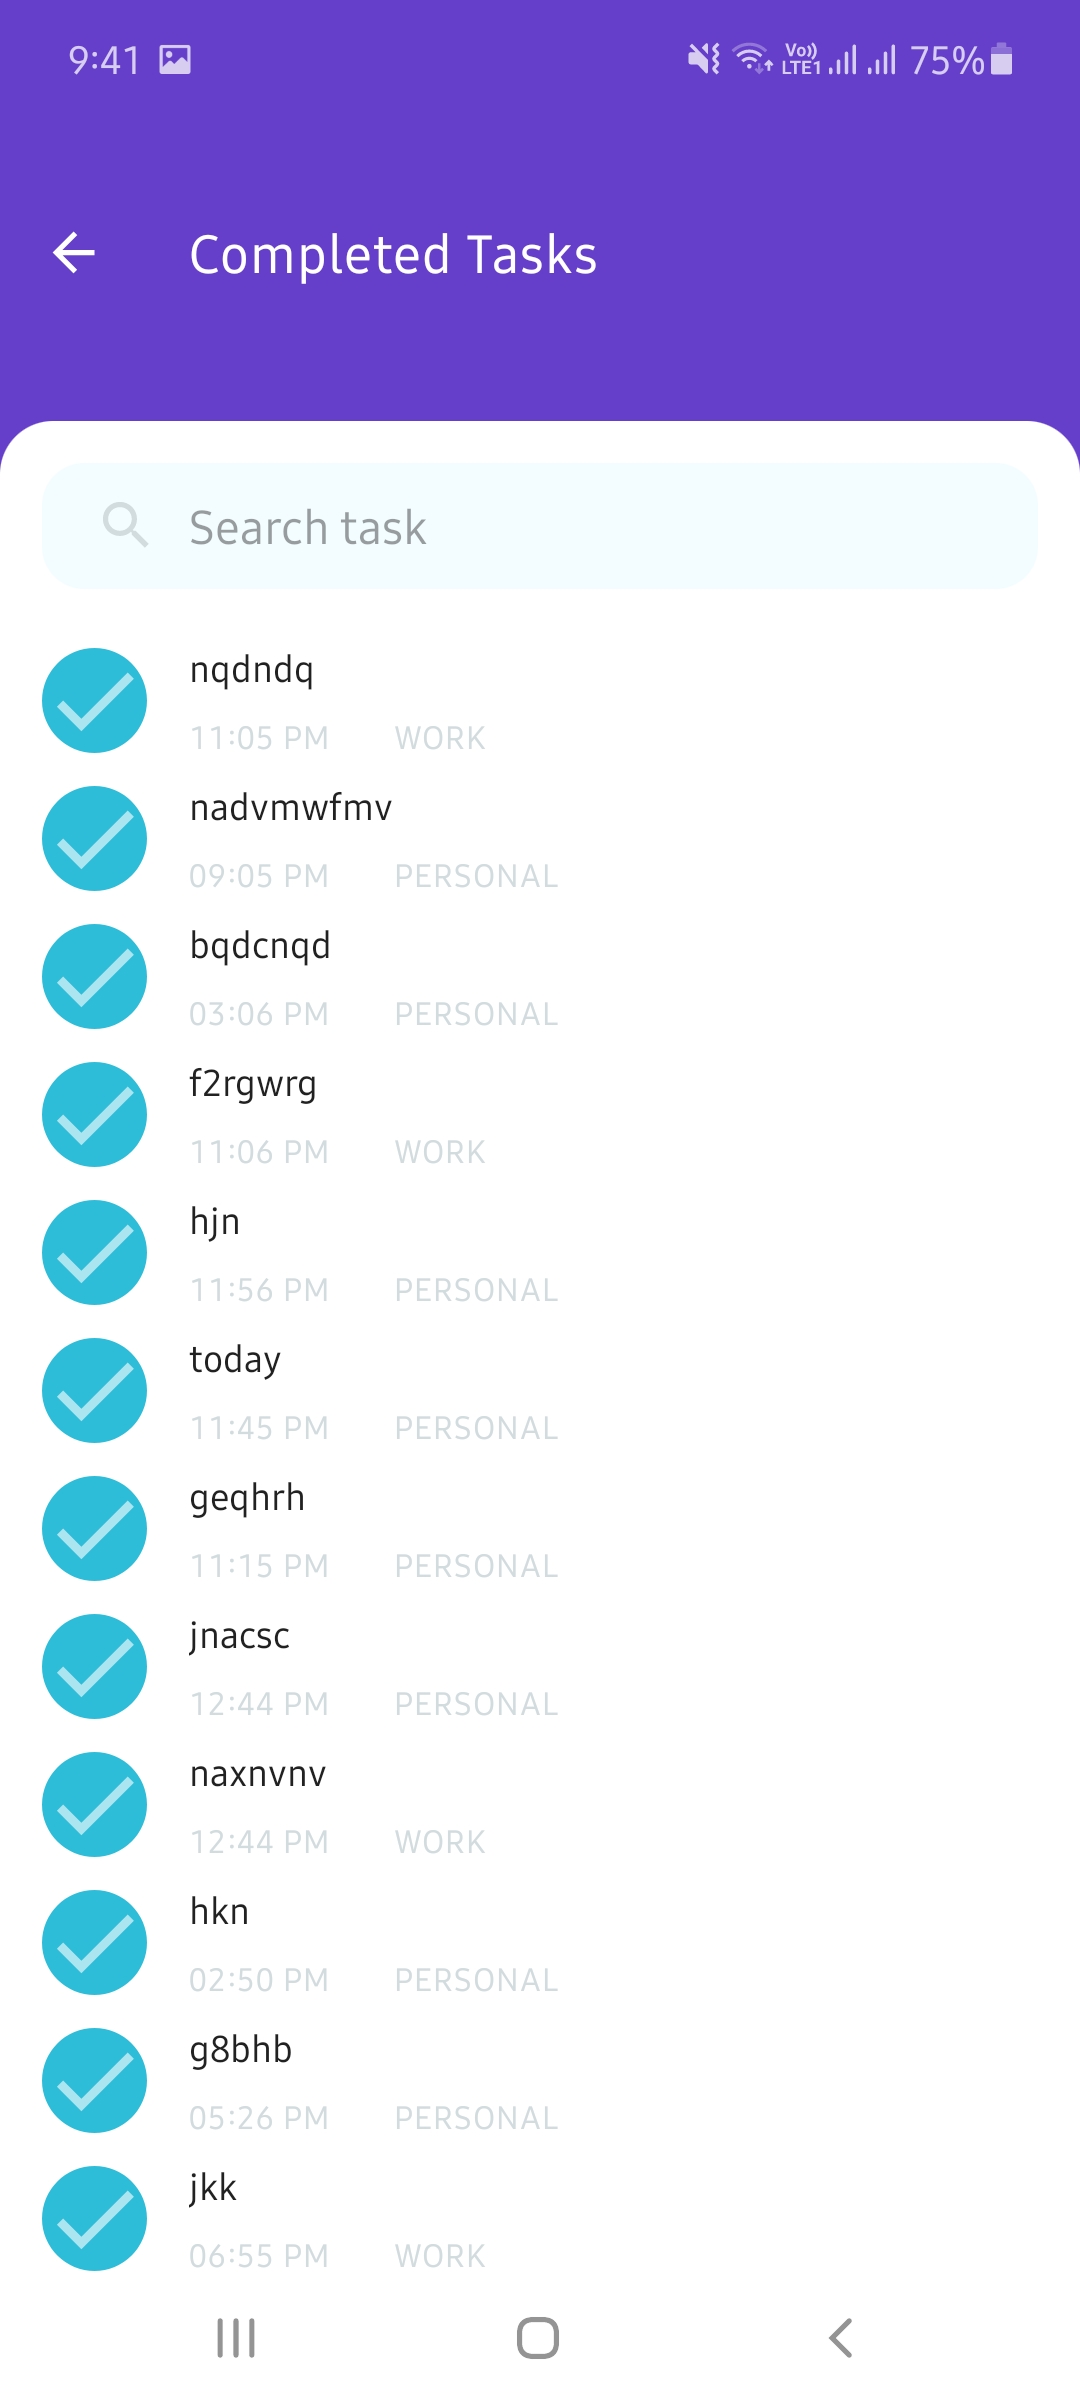 9:41 Vo)) LTE1 75%
Completed Tasks
Search task
nqdndq
11:05 PM WORK
nadvmwfmv
09:05 PM PERSONAL
bqdcnqd
03:06 PM PERSONAL
f2rgwrg
11:06 PM WORK
hjn
11:56 PM PERSONAL
today
11:45 PM PERSONAL
geqhrh
11:15 PM PERSONAL
jnacsc
12:44 PM PERSONAL
naxnvnv
12:44 PM WORK
hkn
02:50 PM PERSONAL
g8bhb
05:26 PM PERSONAL
jkk
06:55 PM WORK